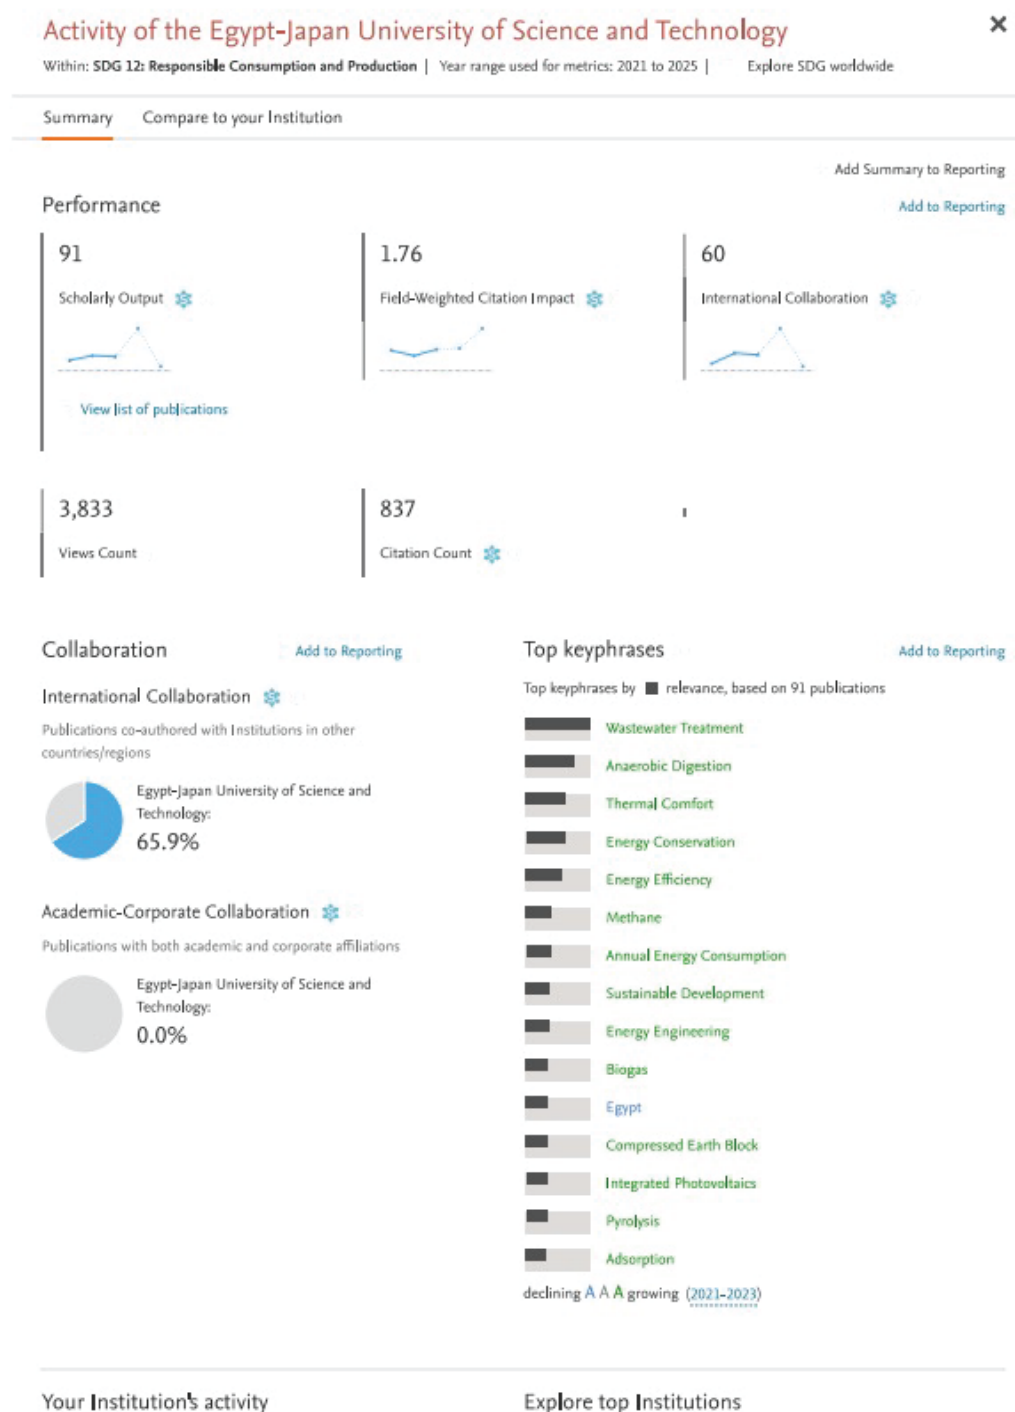 Activity of the Egypt-Japan University of Science and Technology
Within: SDG 12: Responsible Consumption and Production | Year range used for metrics: 2021 to 2025 | Explore SDG worldwide
Summary Compare to your Institution
Add Summary to Reporting
Performance Add to Reporting
91 1.76 60
Scholarly Output Field-Weighted Citation Impact International Collaboration
View list of publications
3,833 837
Views Count Citation Count
Collaboration Add to Reporting
International Collaboration
Publications co-authored with Institutions in other
countries/regions
Egypt-Japan University of Science and
Technology:
65.9%
Academic-Corporate Collaboration
Publications with both academic and corporate affiliations
Egypt-Japan University of Science and
Technology:
0.0%
Top keyphrases Add to Reporting
Top keyphrases by relevance, based on 91 publications
Wastewater Treatment
Anaerobic Digestion
Thermal Comfort
Energy Conservation
Energy Efficiency
Methane
Annual Energy Consumption
Sustainable Development
Energy Engineering
Biogas
Egypt
Compressed Earth Block
Integrated Photovoltaics
Pyrolysis
Adsorption
declining A A A growing (2021-2023)
Your Institution's activity Explore top Institutions